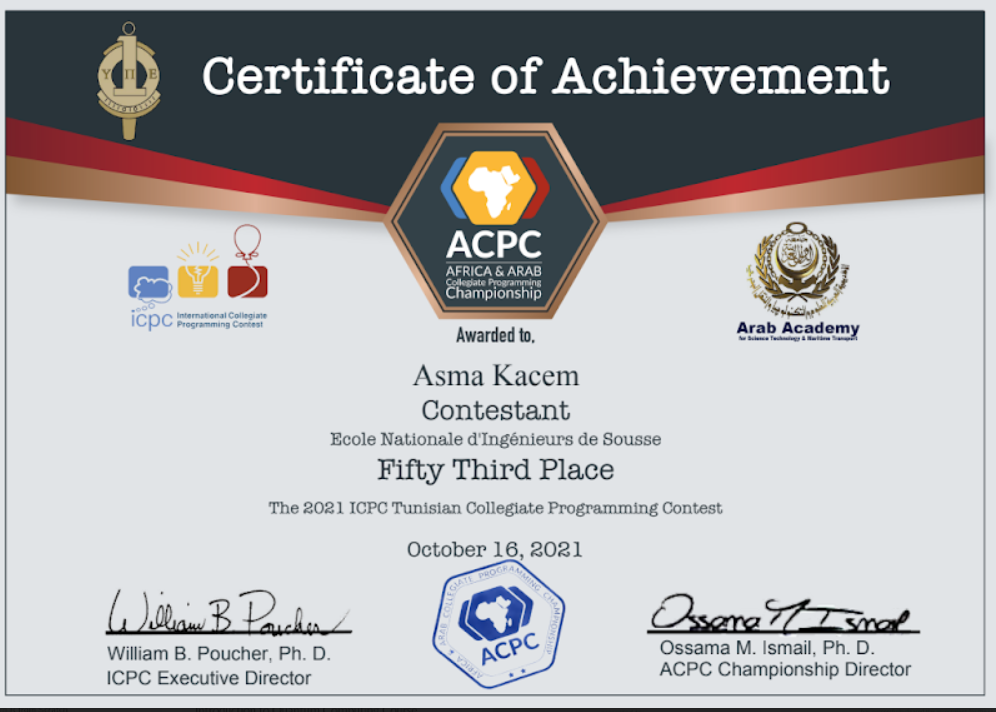 Y Π E
Certificate of Achievement
ACPC
AFRICA & ARAB
Collegiate Programming
Championship
icpc International Collegiate
Programming Contest
Arab Academy
for Science Technology & Maritime Transport
Awarded to,
Asma Kacem
Contestant
Ecole Nationale d'Ingénieurs de Sousse
Fifty Third Place
The 2021 ICPC Tunisian Collegiate Programming Contest
October 16, 2021
AFRICA & ARAB COLLEGIATE PROGRAMMING CHAMPIONSHIP
ACPC
William B. Poucher
William B. Poucher, Ph. D.
ICPC Executive Director
Ossama M Ismail
Ossama M. Ismail, Ph. D.
ACPC Championship Director